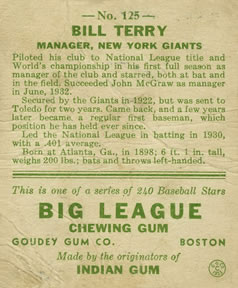 No. 125
BILL TERRY
MANAGER, NEW YORK GIANTS
Piloted his club to National League title and
World's championship in his first full season as
manager of the club and starred, both at bat and
in the field. Succeeded John McGraw as manager
in June, 1932.
Secured by the Giants in 1922, but was sent to
Toledo for two years. Came back, and a few years
later became a regular first baseman, which
position he has held ever since.
Led the National League in batting in 1930,
with a .401 average.
Born at Atlanta, Ga., in 1898; 6 ft. 1 in. tall,
weighs 200 lbs.; bats and throws left-handed.
This is one of a series of 240 Baseball Stars
BIG LEAGUE
CHEWING GUM
GOUDEY GUM CO. BOSTON
Made by the originators of
INDIAN GUM